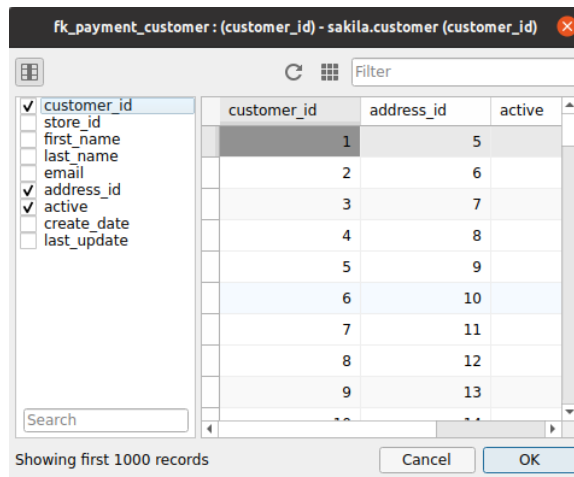 fk_payment_customer : (customer_id) - sakila.customer (customer_id)
Filter
customer_id
store_id
first_name
last_name
email
address_id
active
create_date
last_update
customer_id address_id active
1 5
2 6
3 7
4 8
5 9
6 10
7 11
8 12
9 13
Search
Showing first 1000 records
Cancel
OK